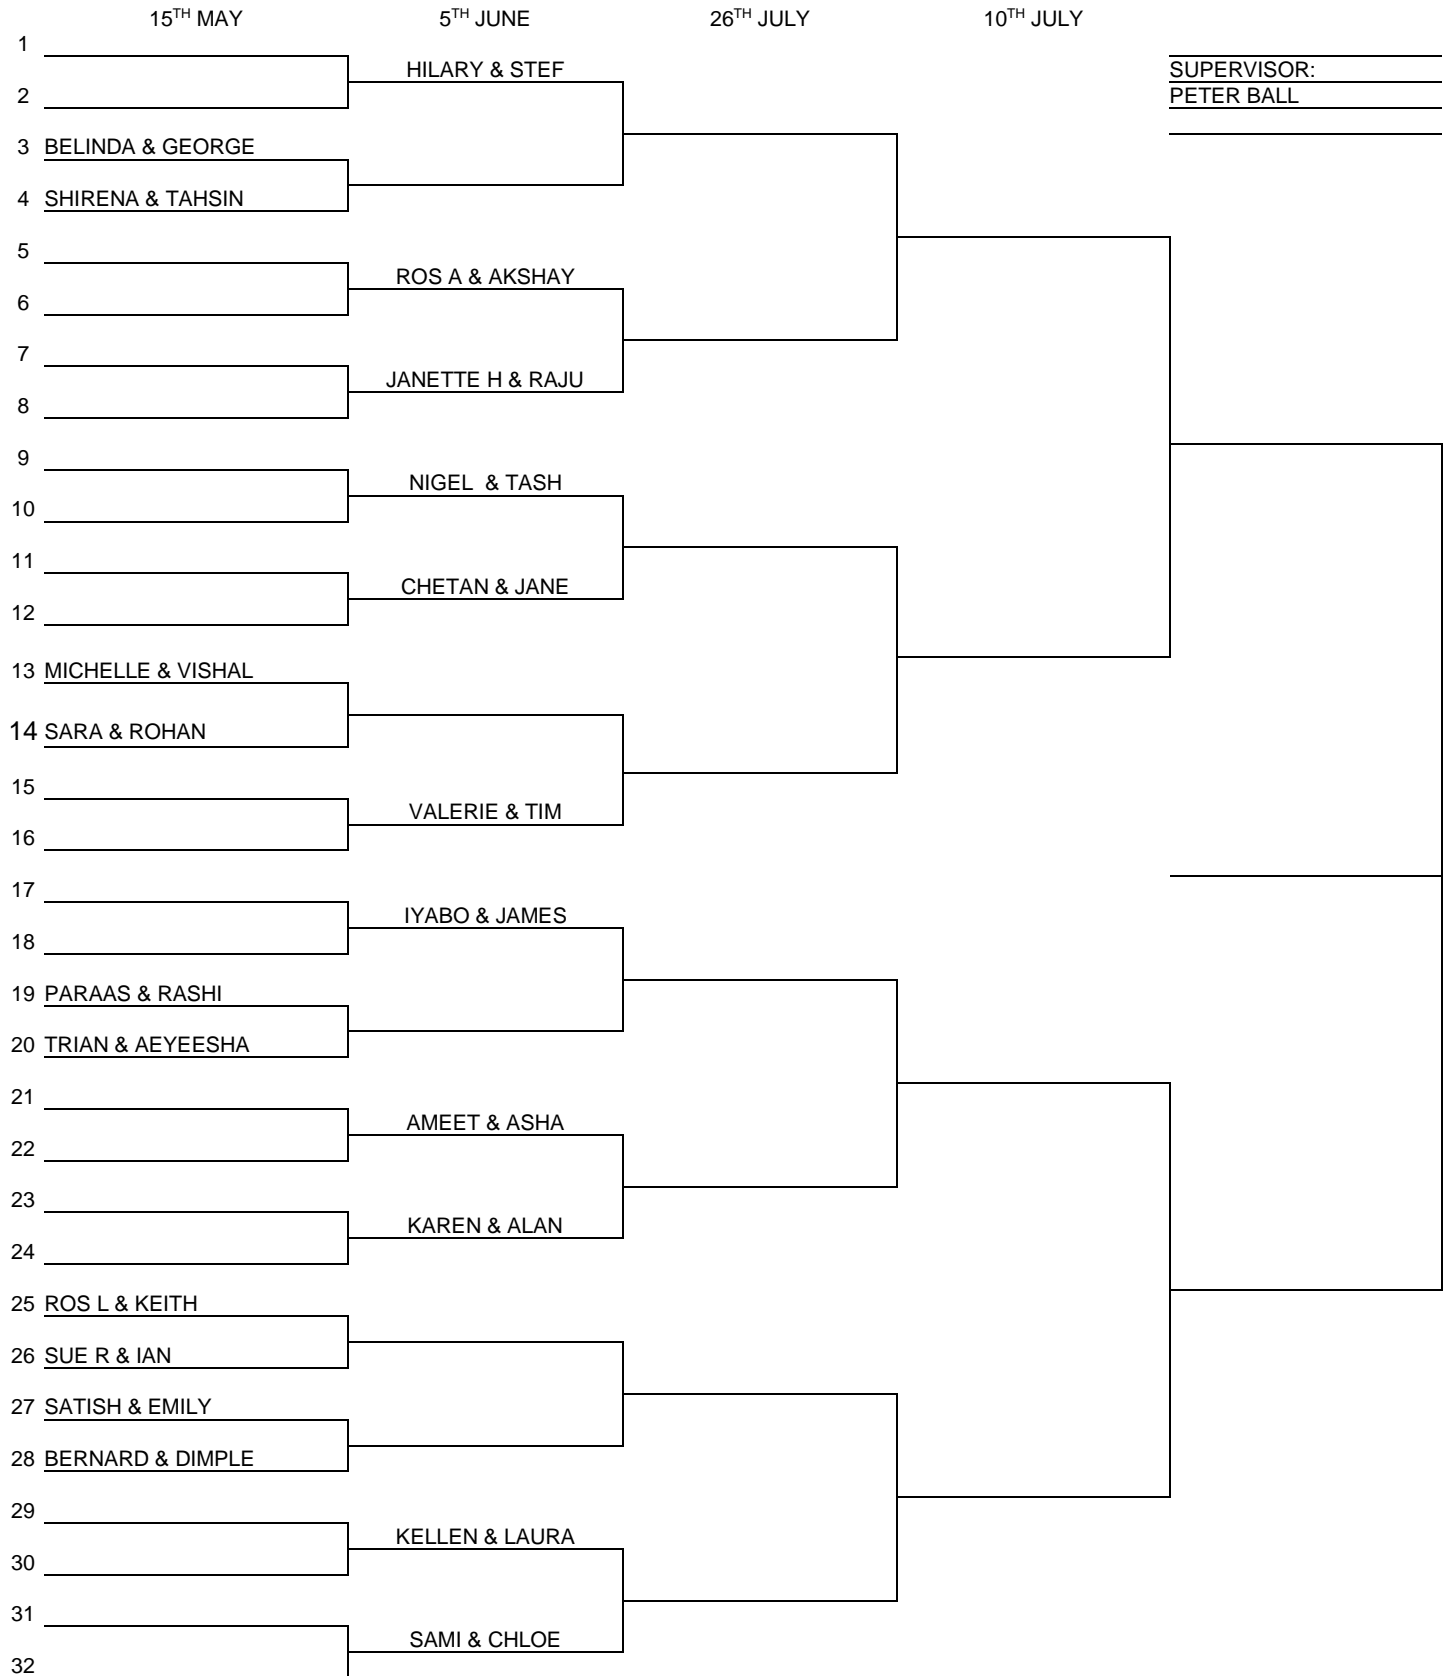 15TH MAY 5TH JUNE 26TH JULY 10TH JULY
1
HILARY & STEF SUPERVISOR:
2 PETER BALL
3 BELINDA & GEORGE
4 SHIRENA & TAHSIN
5
ROS A & AKSHAY
6
7
JANETTE H & RAJU
8
9
NIGEL & TASH
10
11
CHETAN & JANE
12
13 MICHELLE & VISHAL
14 SARA & ROHAN
15
VALERIE & TIM
16
17
IYABO & JAMES
18
19 PARAAS & RASHI
20 TRIAN & AEYEESHA
21
AMEET & ASHA
22
23
KAREN & ALAN
24
25 ROS L & KEITH
26 SUE R & IAN
27 SATISH & EMILY
28 BERNARD & DIMPLE
29
KELLEN & LAURA
30
31
SAMI & CHLOE
32